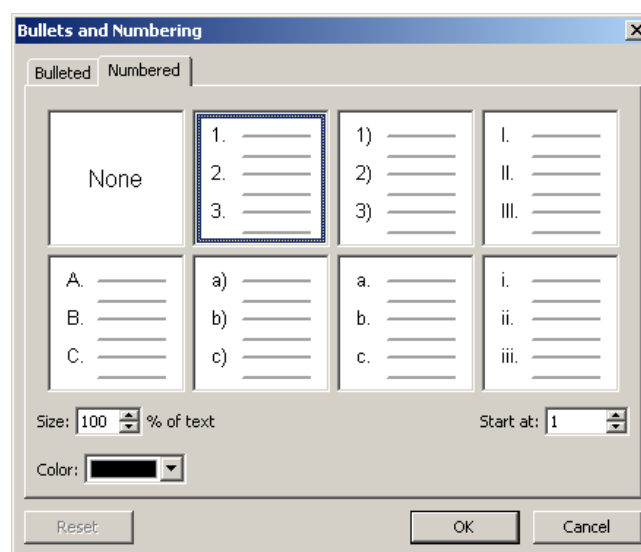 Bullets and Numbering
Bulleted Numbered
None
1.
2.
3.
1)
2)
3)
I.
II.
III.
A.
B.
C.
a)
b)
c)
a.
b.
c.
i.
ii.
iii.
Size: 100 % of text Start at: 1
Color:
Reset OK Cancel